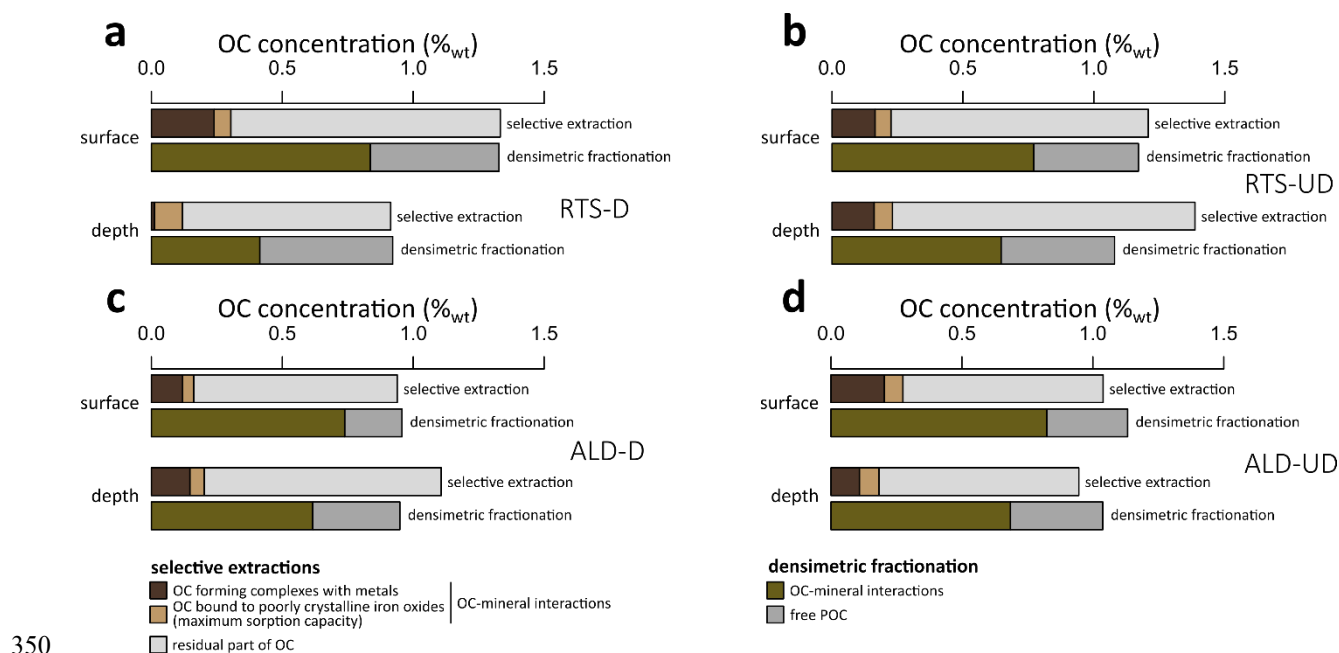 a
OC concentration (%wt)
0.0 0.5 1.0 1.5
surface
selective extraction
densimetric fractionation
RTS-D
depth
selective extraction
densimetric fractionation
b
OC concentration (%wt)
0.0 0.5 1.0 1.5
surface
selective extraction
densimetric fractionation
RTS-UD
depth
selective extraction
densimetric fractionation
c
OC concentration (%wt)
0.0 0.5 1.0 1.5
surface
selective extraction
densimetric fractionation
ALD-D
depth
selective extraction
densimetric fractionation
d
OC concentration (%wt)
0.0 0.5 1.0 1.5
surface
selective extraction
densimetric fractionation
ALD-UD
depth
selective extraction
densimetric fractionation
selective extractions
OC forming complexes with metals
OC bound to poorly crystalline iron oxides
(maximum sorption capacity)
OC-mineral interactions
residual part of OC
densimetric fractionation
OC-mineral interactions
free POC
350